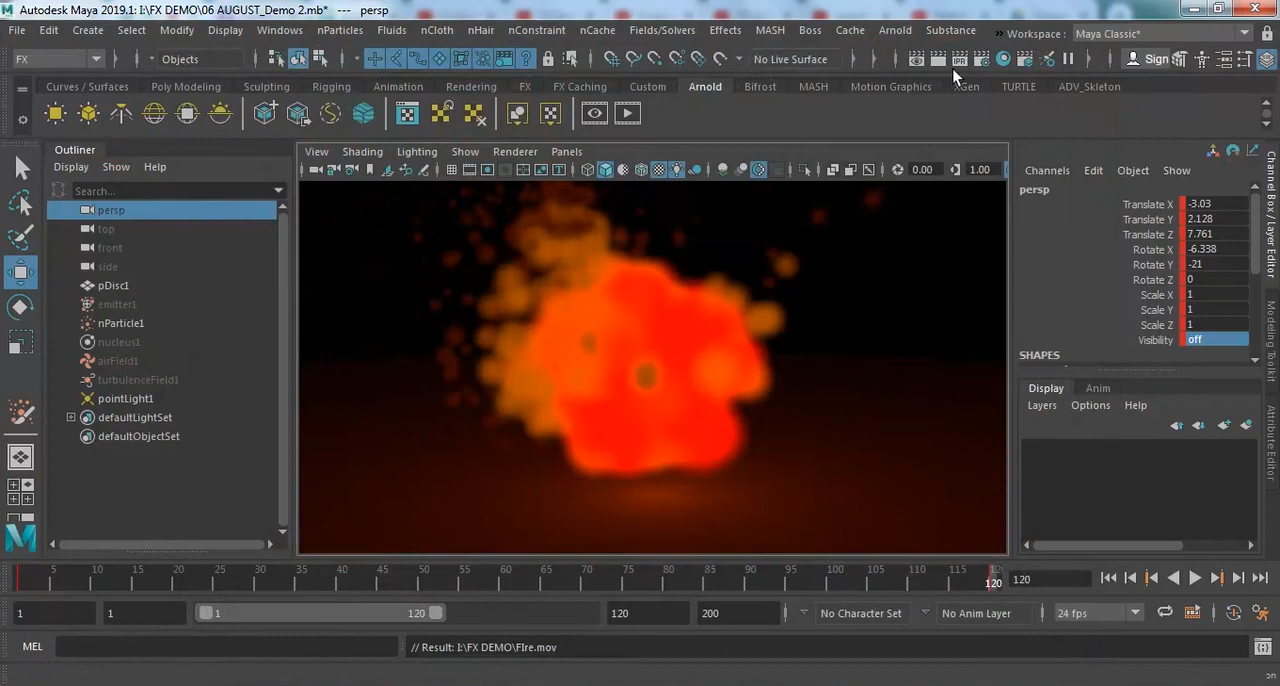 Autodesk Maya 2019.1: I:\FX DEMO\06 AUGUST_Demo 2.mb* --- persp
File Edit Create Select Modify Display Windows nParticles Fluids nCloth nHair nConstraint nCache Fields/Solvers Effects MASH Boss Cache Arnold Substance » Workspace: Maya Classic*
FX Objects No Live Surface IPR Sign
Curves / Surfaces Poly Modeling Sculpting Rigging Animation Rendering FX FX Caching Custom Arnold Bifrost MASH Motion Graphics XGen TURTLE ADV_Skleton
Outliner
Display Show Help
Search...
persp
top
front
side
pDisc1
emitter1
nParticle1
nucleus1
airField1
turbulenceField1
pointLight1
defaultLightSet
defaultObjectSet
View Shading Lighting Show Renderer Panels
0.00 1.00
Channels Edit Object Show
persp
Translate X -3.03
Translate Y 2.128
Translate Z 7.761
Rotate X -6.338
Rotate Y -21
Rotate Z 0
Scale X 1
Scale Y 1
Scale Z 1
Visibility off
SHAPES
Display Anim
Layers Options Help
Channel Box / Layer Editor
Modeling Toolkit
Attribute Editor
5 10 15 20 25 30 35 40 45 50 55 60 65 70 75 80 85 90 95 100 105 110 115 12
120
120
1 1 1 120 120 200 No Character Set No Anim Layer 24 fps
MEL // Result: I:\FX DEMO\FIre.mov